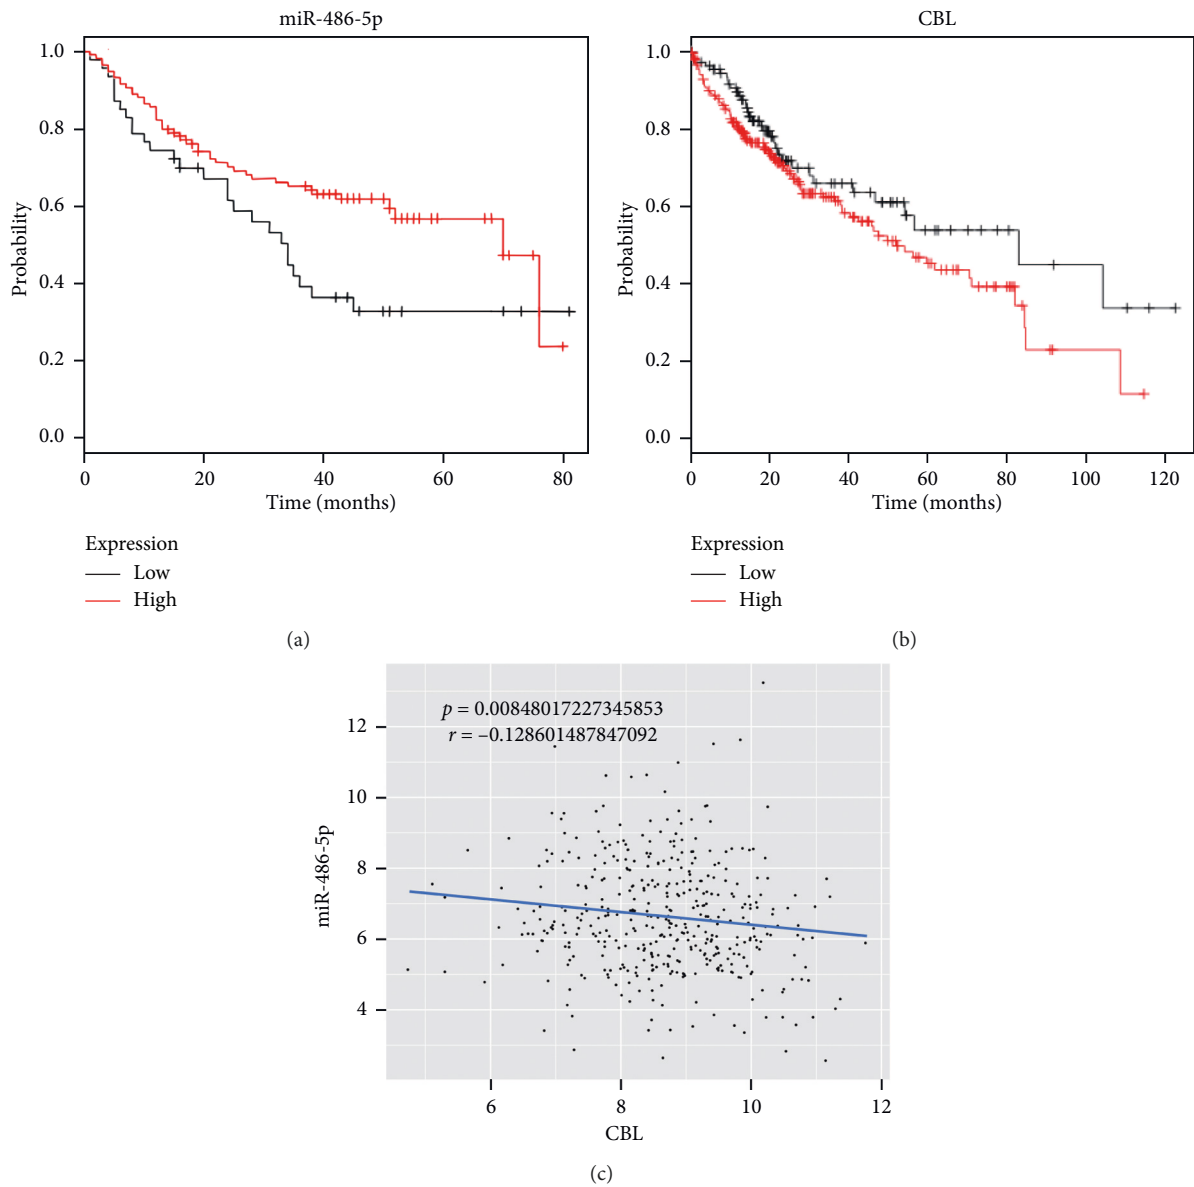 miR-486-5p
1.0
0.8
0.6
0.4
0.2
0.0
Probability
0 20 40 60 80
Time (months)
Expression
Low
High
(a)
CBL
1.0
0.8
0.6
0.4
0.2
0.0
Probability
0 20 40 60 80 100 120
Time (months)
Expression
Low
High
(b)
p = 0.00848017227345853
r = –0.128601487847092
12
10
8
6
4
miR-486-5p
6 8 10 12
CBL
(c)